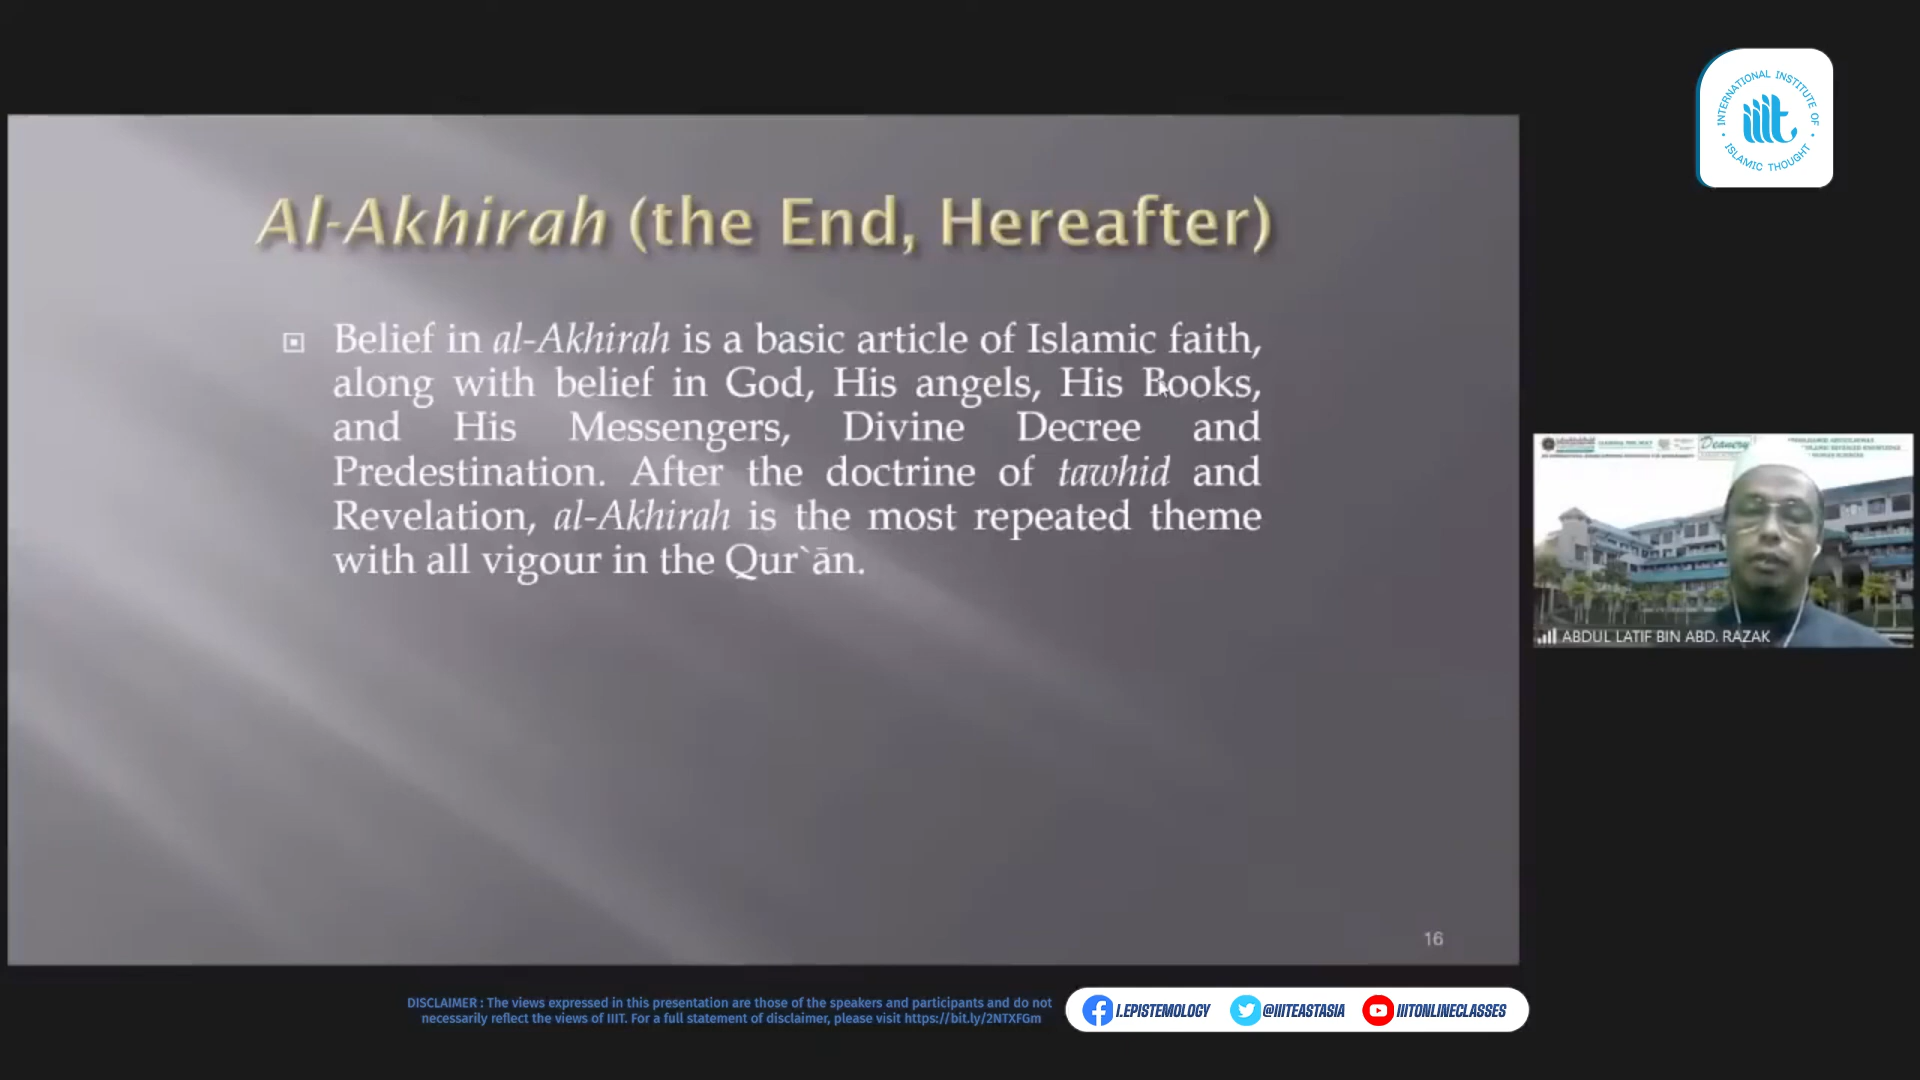 INTERNATIONAL INSTITUTE OF
iiit
ISLAMIC THOUGHT
Al-Akhirah (the End, Hereafter)
Belief in al-Akhirah is a basic article of Islamic faith,
along with belief in God, His angels, His Books,
and His Messengers, Divine Decree and
Predestination. After the doctrine of tawhid and
Revelation, al-Akhirah is the most repeated theme
with all vigour in the Qur`ān.
16
Deanery
ABDUL LATIF BIN ABD. RAZAK
DISCLAIMER : The views expressed in this presentation are those of the speakers and participants and do not
necessarily reflect the views of IIIT. For a full statement of disclaimer, please visit https://bit.ly/2NTXFGm
I.EPISTEMOLOGY
@IIITEASTASIA
IIITONLINECLASSES